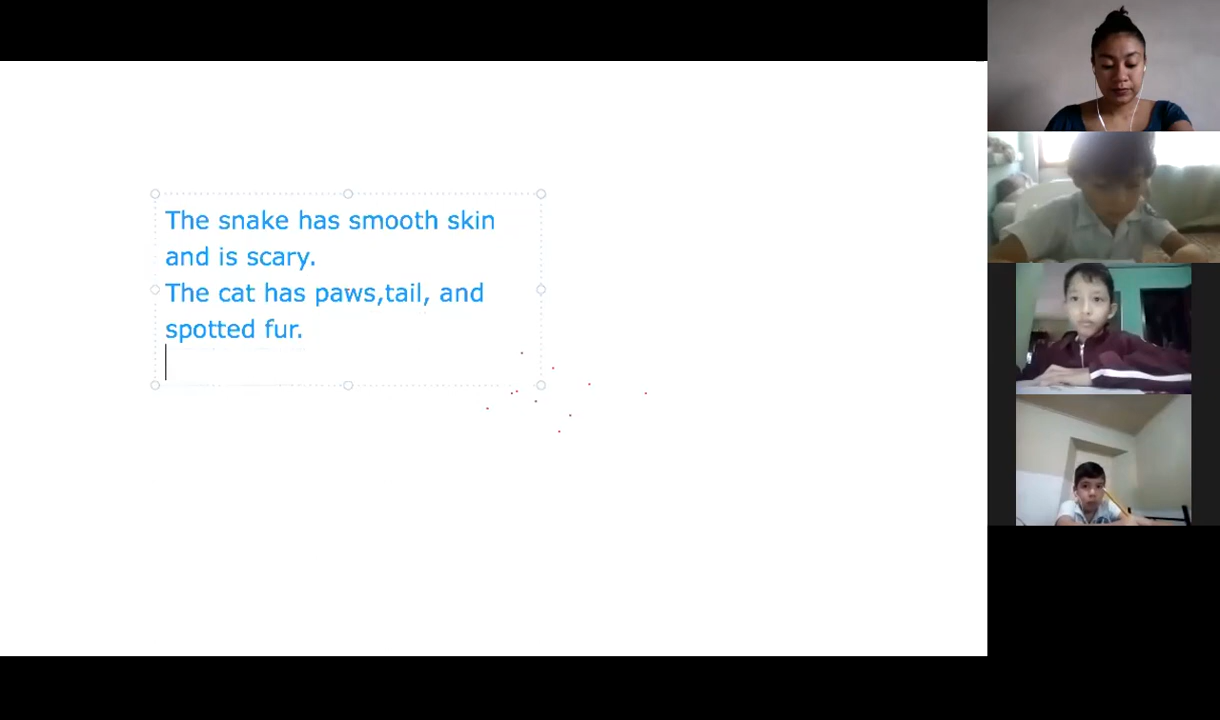 The snake has smooth skin
and is scary.
The cat has paws,tail, and
spotted fur.